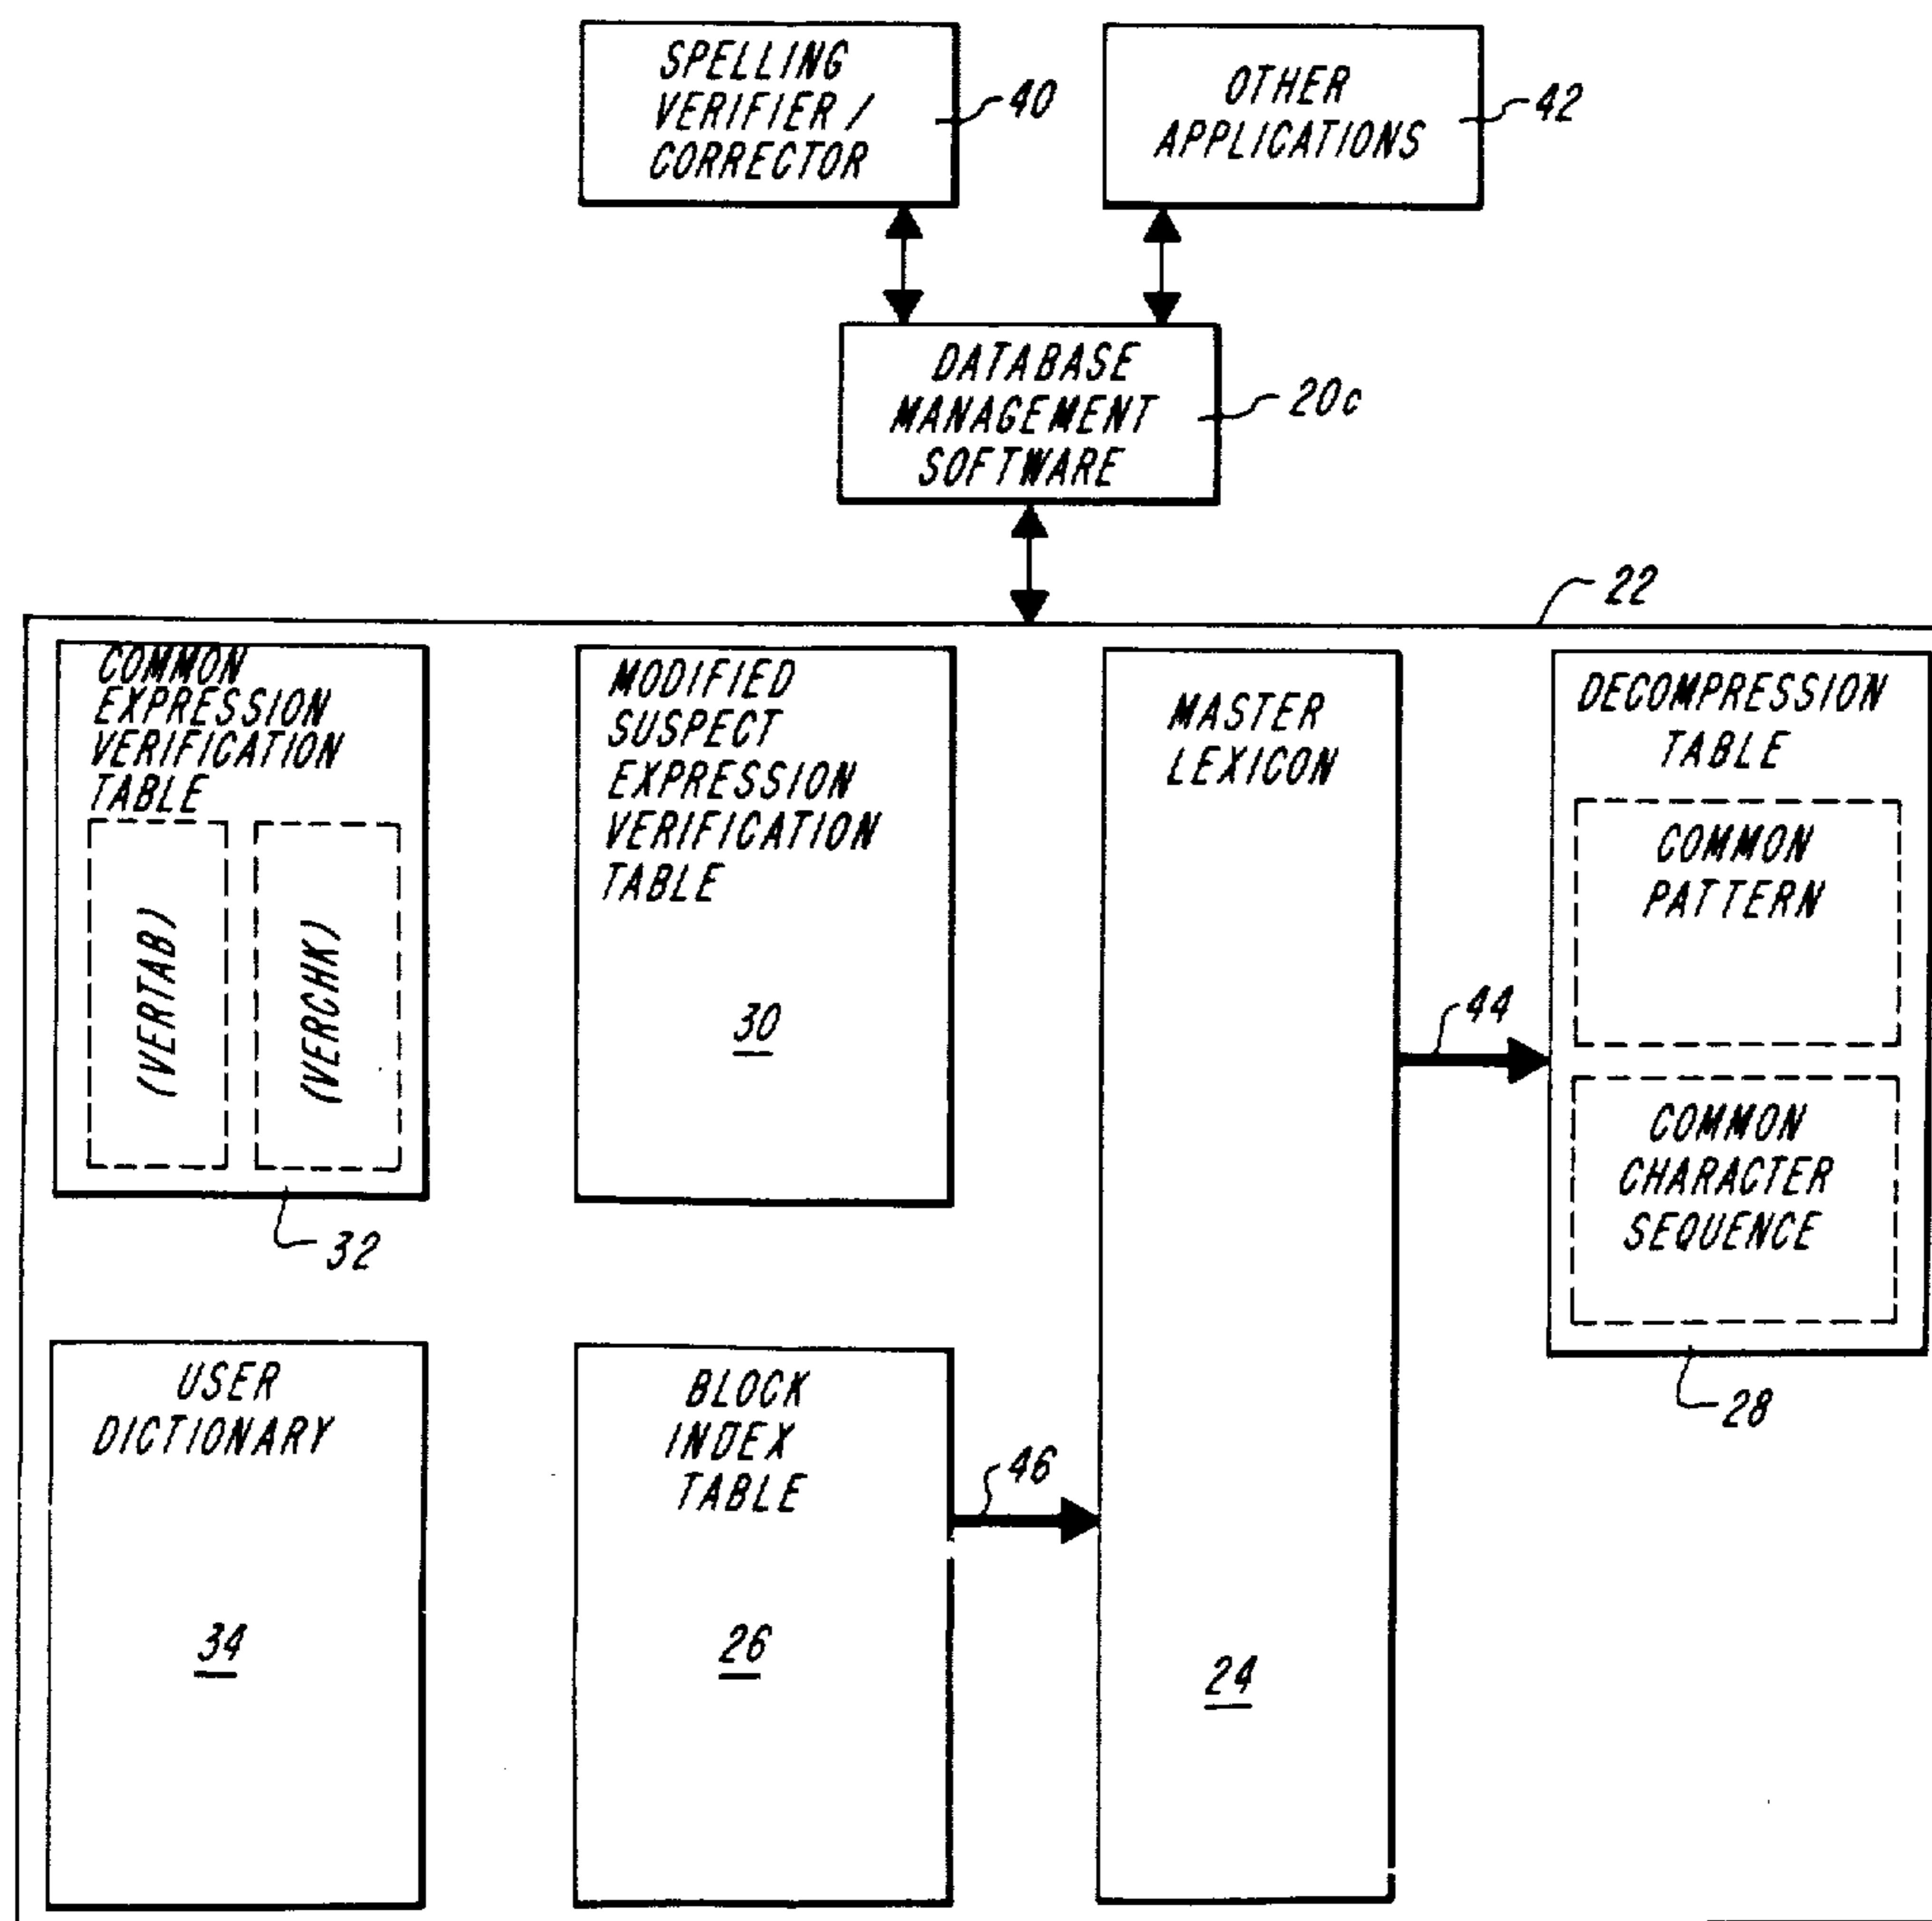 SPELLING
VERIFIER /
CORRECTOR
40
OTHER
APPLICATIONS
42
DATABASE
MANAGEMENT
SOFTWARE
20c
22
COMMON
EXPRESSION
VERIFICATION
TABLE
(VERTAB)
(VERCHK)
32
MODIFIED
SUSPECT
EXPRESSION
VERIFICATION
TABLE
30
MASTER
LEXICON
24
44
DECOMPRESSION
TABLE
COMMON
PATTERN
COMMON
CHARACTER
SEQUENCE
28
USER
DICTIONARY
34
BLOCK
INDEX
TABLE
26
46